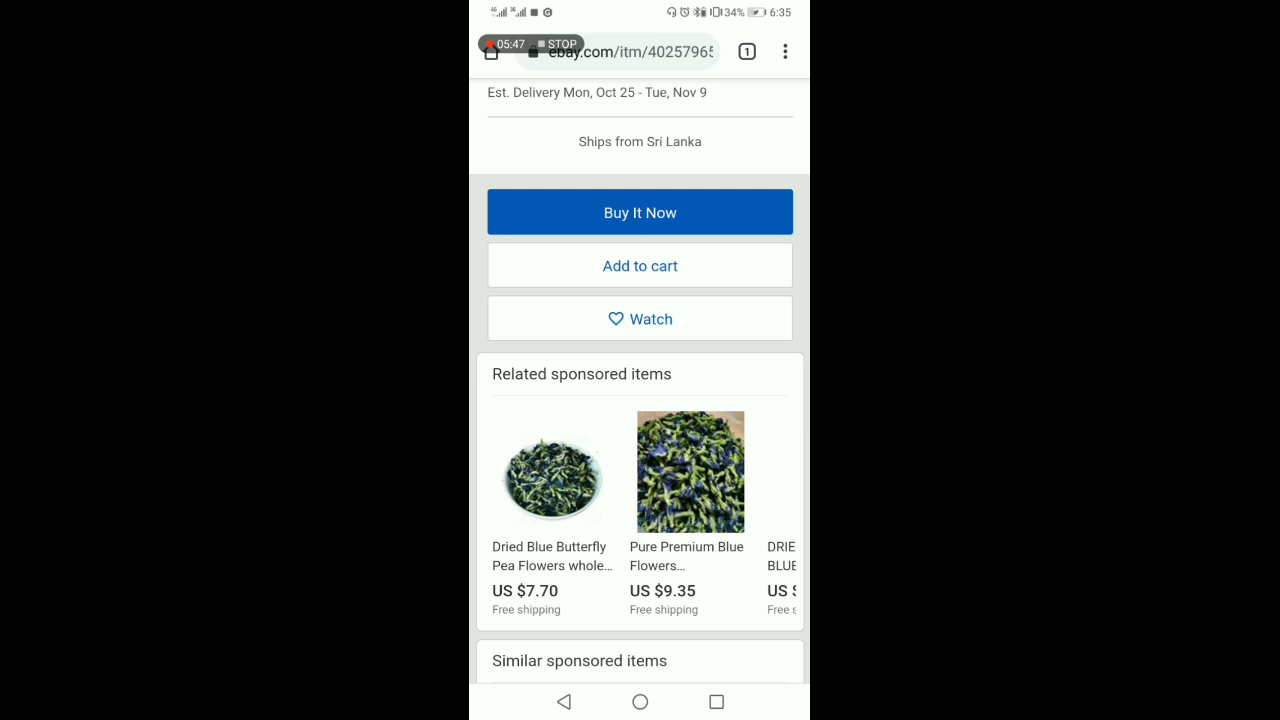 4G 3G 34% 6:35
05:47 STOP
ebay.com/itm/40257965
1
Est. Delivery Mon, Oct 25 - Tue, Nov 9
Ships from Sri Lanka
Buy It Now
Add to cart
Watch
Related sponsored items
Dried Blue Butterfly
Pea Flowers whole...
US $7.70
Free shipping
Pure Premium Blue
Flowers...
US $9.35
Free shipping
DRIE
BLUE
US $
Free s
Similar sponsored items